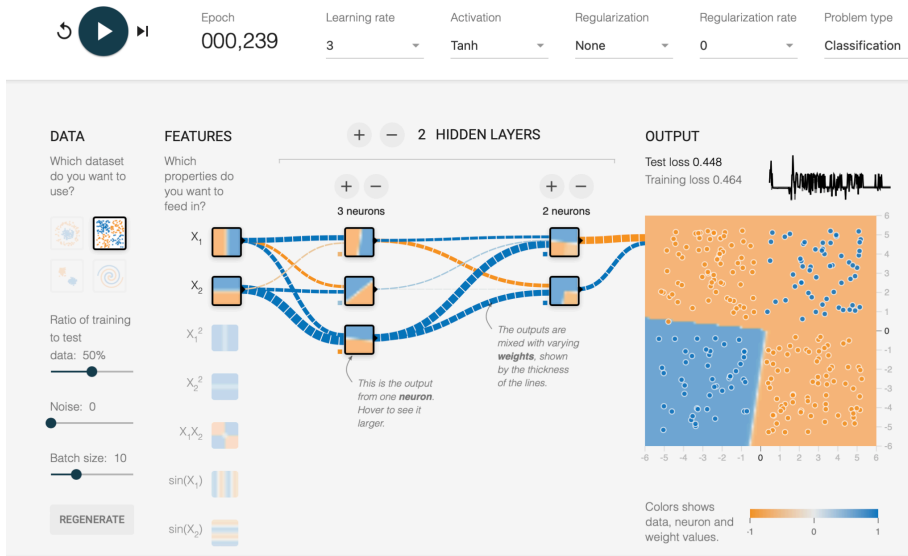 Epoch
000,239
Learning rate
3
Activation
Tanh
Regularization
None
Regularization rate
0
Problem type
Classification
DATA
Which dataset
do you want to
use?
Ratio of training
to test
data: 50%
Noise: 0
Batch size: 10
REGENERATE
FEATURES
Which
properties do
you want to
feed in?
X₁
X₂
X₁²
X₂²
X₁X₂
sin(X₁)
sin(X₂)
+ − 2 HIDDEN LAYERS
+ −
3 neurons
+ −
2 neurons
This is the output
from one neuron.
Hover to see it
larger.
The outputs are
mixed with varying
weights, shown
by the thickness
of the lines.
OUTPUT
Test loss 0.448
Training loss 0.464
6
5
4
3
2
1
0
-1
-2
-3
-4
-5
-6
-6 -5 -4 -3 -2 -1 0 1 2 3 4 5 6
Colors shows
data, neuron and
weight values.
-1 0 1